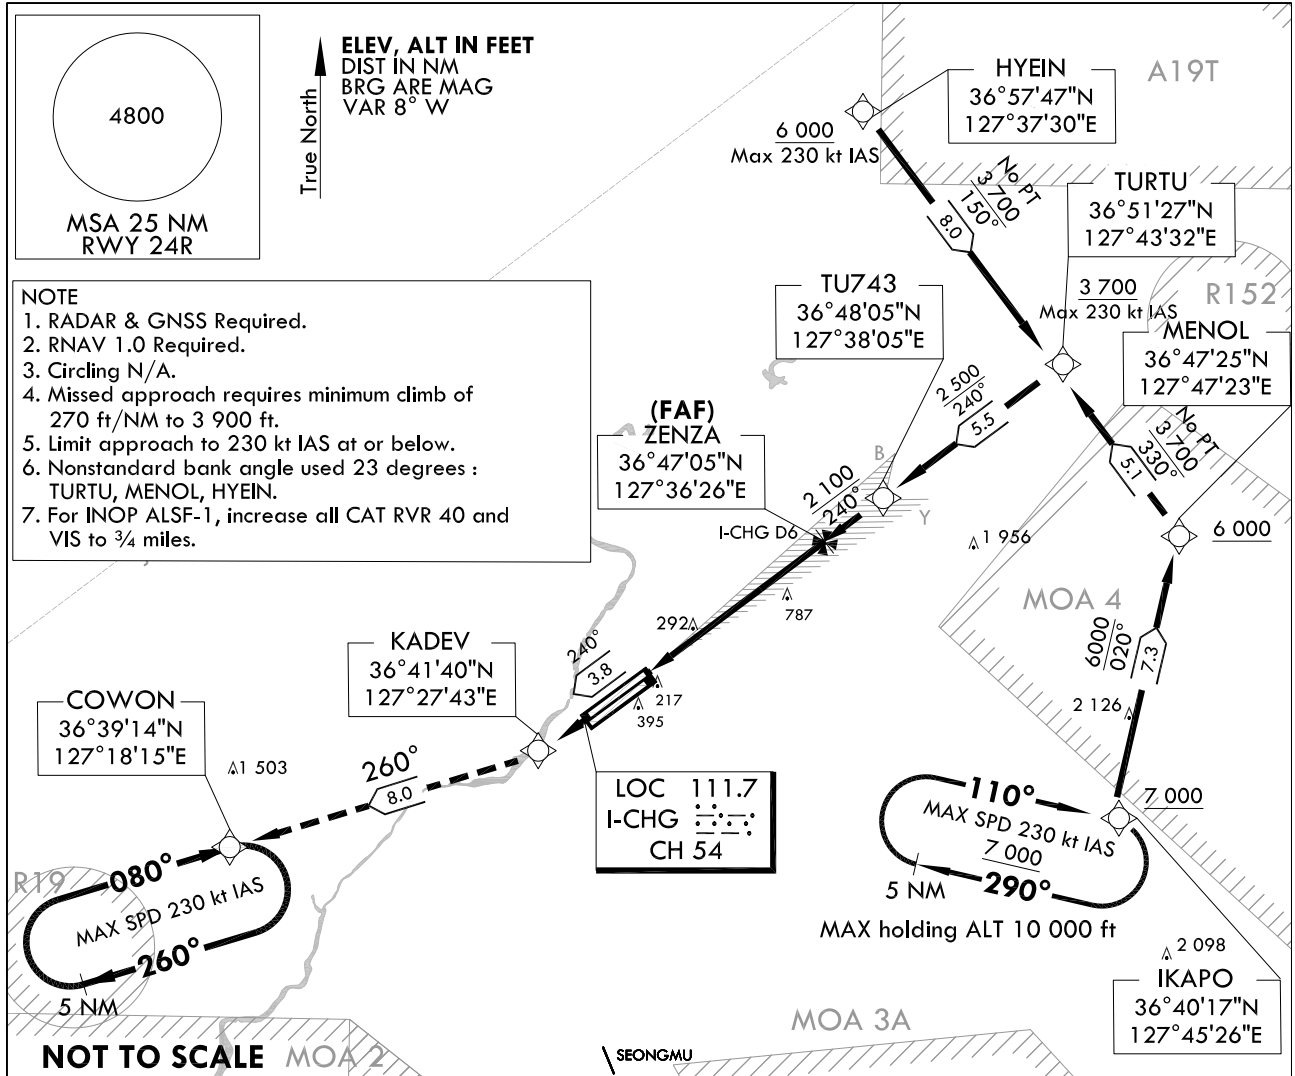 4800
MSA 25 NM
RWY 24R
True North
ELEV, ALT IN FEET
DIST IN NM
BRG ARE MAG
VAR 8° W
NOTE
1. RADAR & GNSS Required.
2. RNAV 1.0 Required.
3. Circling N/A.
4. Missed approach requires minimum climb of
270 ft/NM to 3 900 ft.
5. Limit approach to 230 kt IAS at or below.
6. Nonstandard bank angle used 23 degrees :
TURTU, MENOL, HYEIN.
7. For INOP ALSF-1, increase all CAT RVR 40 and
VIS to ¾ miles.
HYEIN
36°57'47"N
127°37'30"E
A19T
6 000
Max 230 kt IAS
No PT
3 700
150°
8.0
TURTU
36°51'27"N
127°43'32"E
3 700
Max 230 kt IAS
R152
TU743
36°48'05"N
127°38'05"E
MENOL
36°47'25"N
127°47'23"E
2 500
240°
5.5
No PT
3 700
330°
5.1
(FAF)
ZENZA
36°47'05"N
127°36'26"E
2 100
240°
B
Y
I-CHG D6
1 956
6 000
787
292
MOA 4
KADEV
36°41'40"N
127°27'43"E
240°
3.8
217
395
6000
020°
7.3
2 126
COWON
36°39'14"N
127°18'15"E
1 503
260°
8.0
LOC 111.7
I-CHG
CH 54
110°
MAX SPD 230 kt IAS
7 000
290°
5 NM
7 000
MAX holding ALT 10 000 ft
R19
080°
MAX SPD 230 kt IAS
260°
5 NM
2 098
IKAPO
36°40'17"N
127°45'26"E
MOA 3A
NOT TO SCALE
MOA 2
SEONGMU